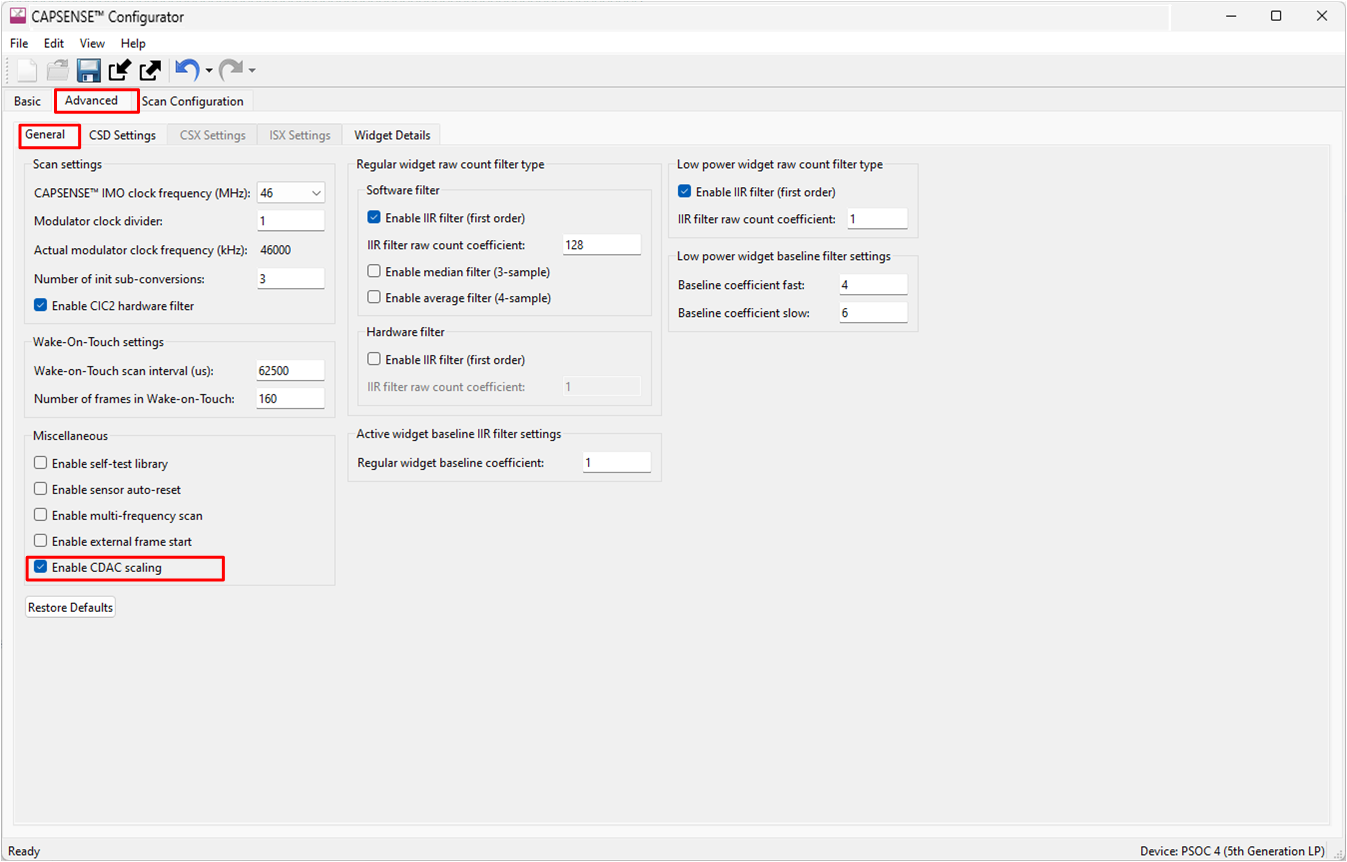 CAPSENSE™ Configurator
File Edit View Help
Basic Advanced Scan Configuration
General CSD Settings CSX Settings ISX Settings Widget Details
Scan settings
CAPSENSE™ IMO clock frequency (MHz): 46
Modulator clock divider: 1
Actual modulator clock frequency (kHz): 46000
Number of init sub-conversions: 3
Enable CIC2 hardware filter
Wake-On-Touch settings
Wake-on-Touch scan interval (us): 62500
Number of frames in Wake-on-Touch: 160
Miscellaneous
Enable self-test library
Enable sensor auto-reset
Enable multi-frequency scan
Enable external frame start
Enable CDAC scaling
Restore Defaults
Regular widget raw count filter type
Software filter
Enable IIR filter (first order)
IIR filter raw count coefficient: 128
Enable median filter (3-sample)
Enable average filter (4-sample)
Hardware filter
Enable IIR filter (first order)
IIR filter raw count coefficient: 1
Active widget baseline IIR filter settings
Regular widget baseline coefficient: 1
Low power widget raw count filter type
Enable IIR filter (first order)
IIR filter raw count coefficient: 1
Low power widget baseline filter settings
Baseline coefficient fast: 4
Baseline coefficient slow: 6
Ready
Device: PSOC 4 (5th Generation LP)